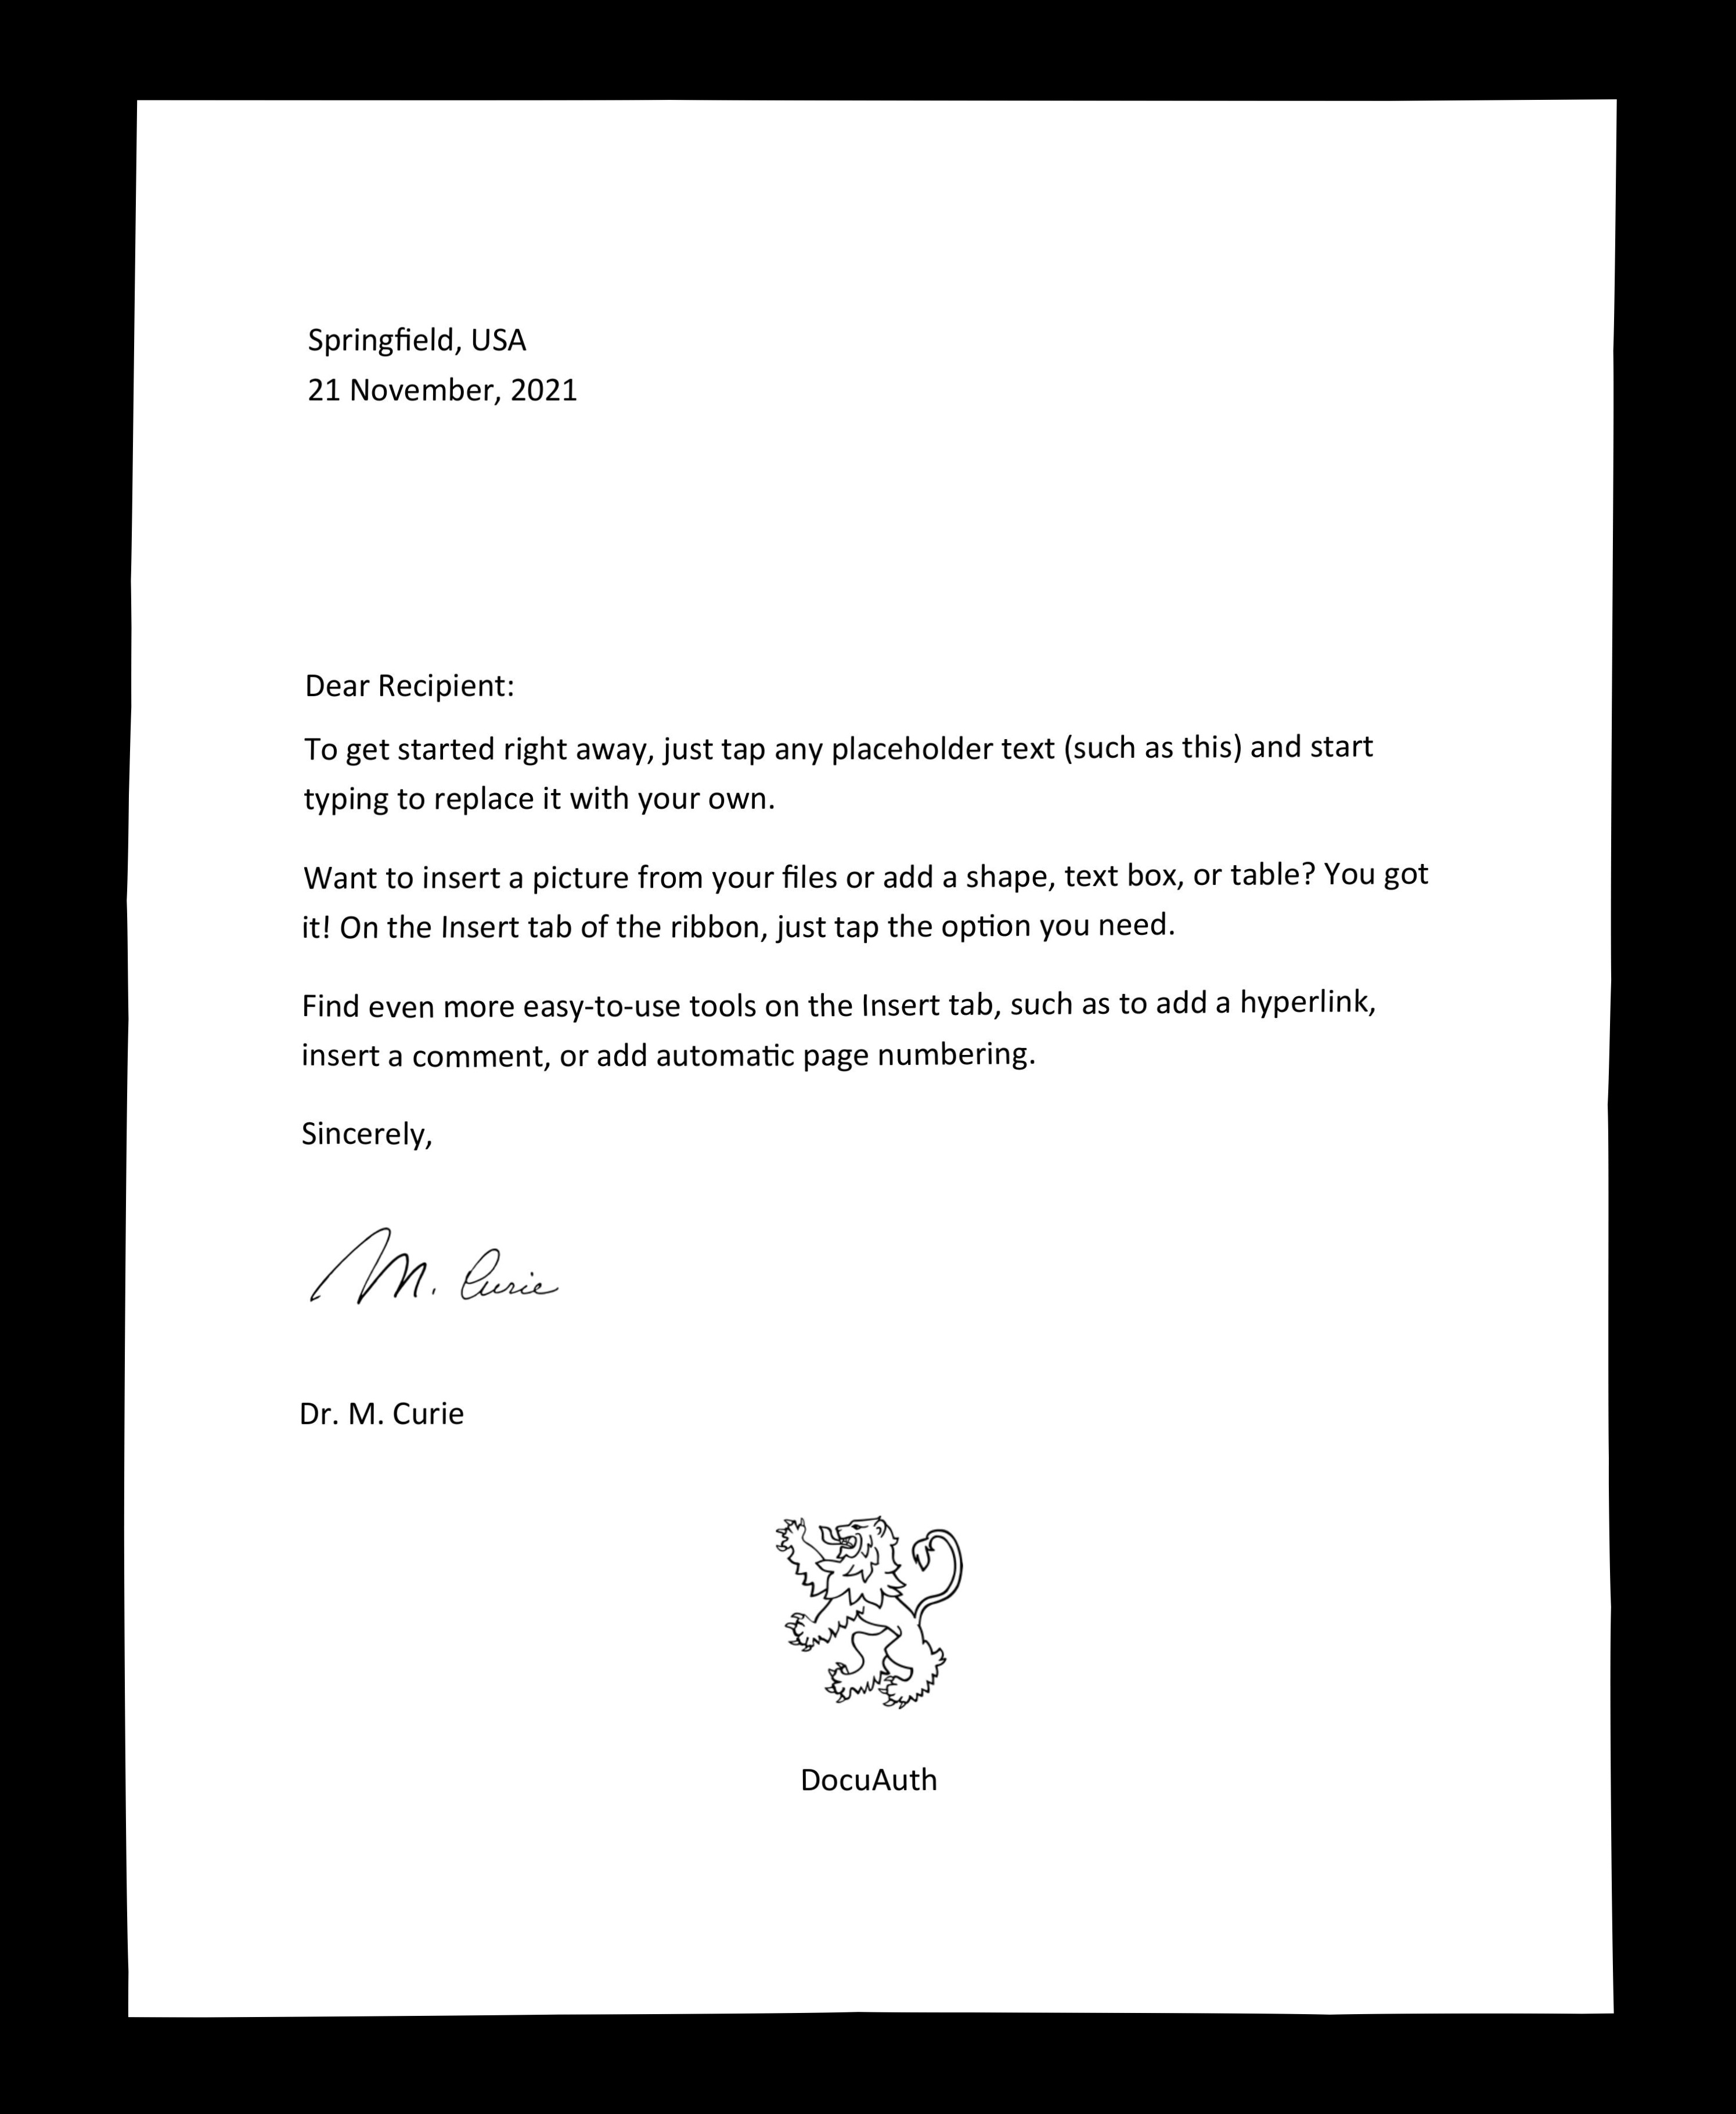 Springfield, USA
21 November, 2021
Dear Recipient:
To get started right away, just tap any placeholder text (such as this) and start
typing to replace it with your own.
Want to insert a picture from your files or add a shape, text box, or table? You got
it! On the Insert tab of the ribbon, just tap the option you need.
Find even more easy-to-use tools on the Insert tab, such as to add a hyperlink,
insert a comment, or add automatic page numbering.
Sincerely,
M. Curie
Dr. M. Curie
DocuAuth